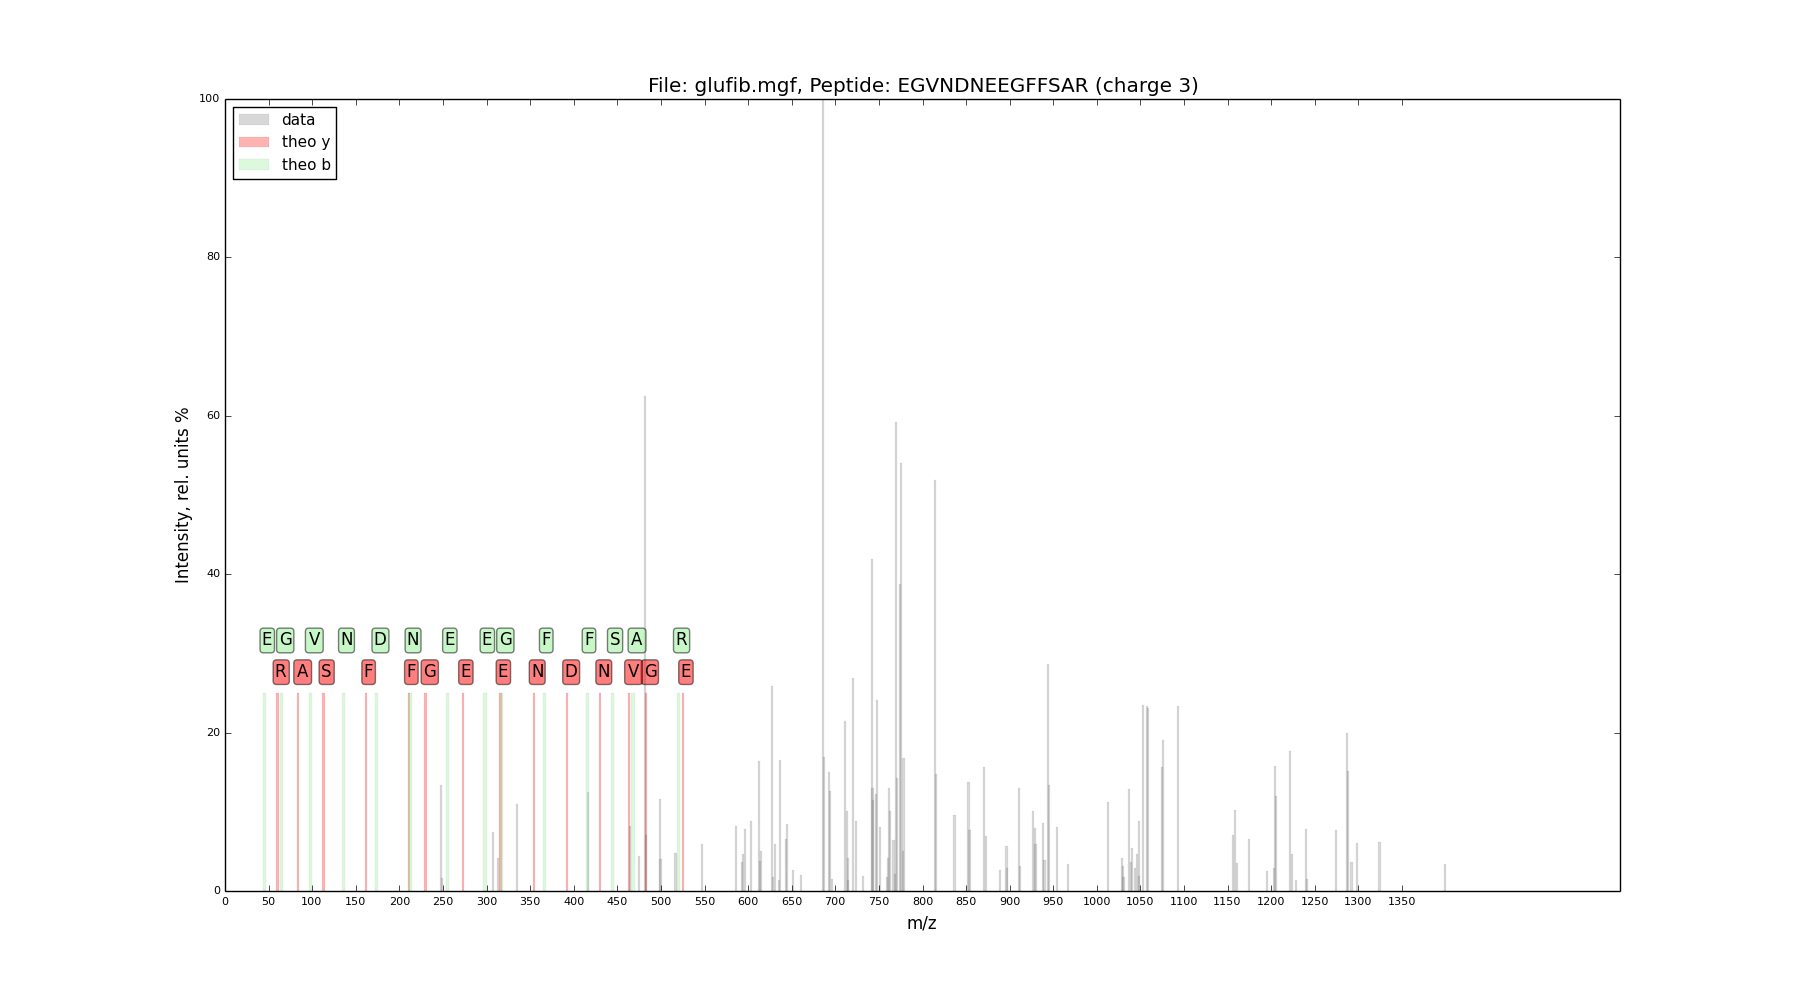 File: glufib.mgf, Peptide: EGVNDNEEGFFSAR (charge 3)
100
data
theo y
theo b
80
60
Intensity, rel. units %
40
E G V N D N E E G F F S A R
R A S F F G E E N D N V G E
20
0
0 50 100 150 200 250 300 350 400 450 500 550 600 650 700 750 800 850 900 950 1000 1050 1100 1150 1200 1250 1300 1350
m/z